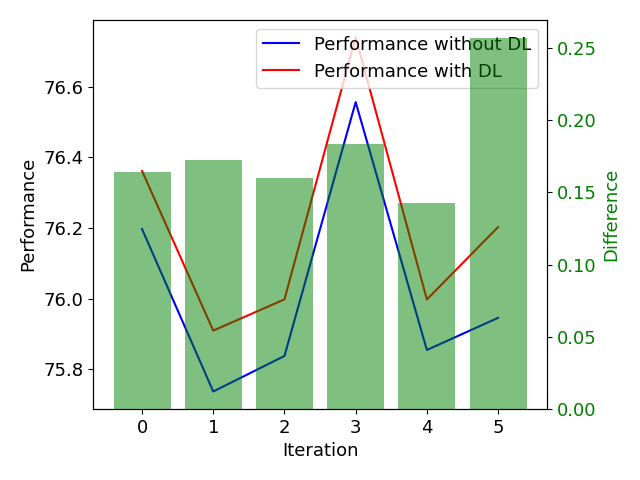 Performance without DL
Performance with DL
76.6
76.4
76.2
76.0
75.8
Performance
0.25
0.20
0.15
0.10
0.05
0.00
Difference
0 1 2 3 4 5
Iteration